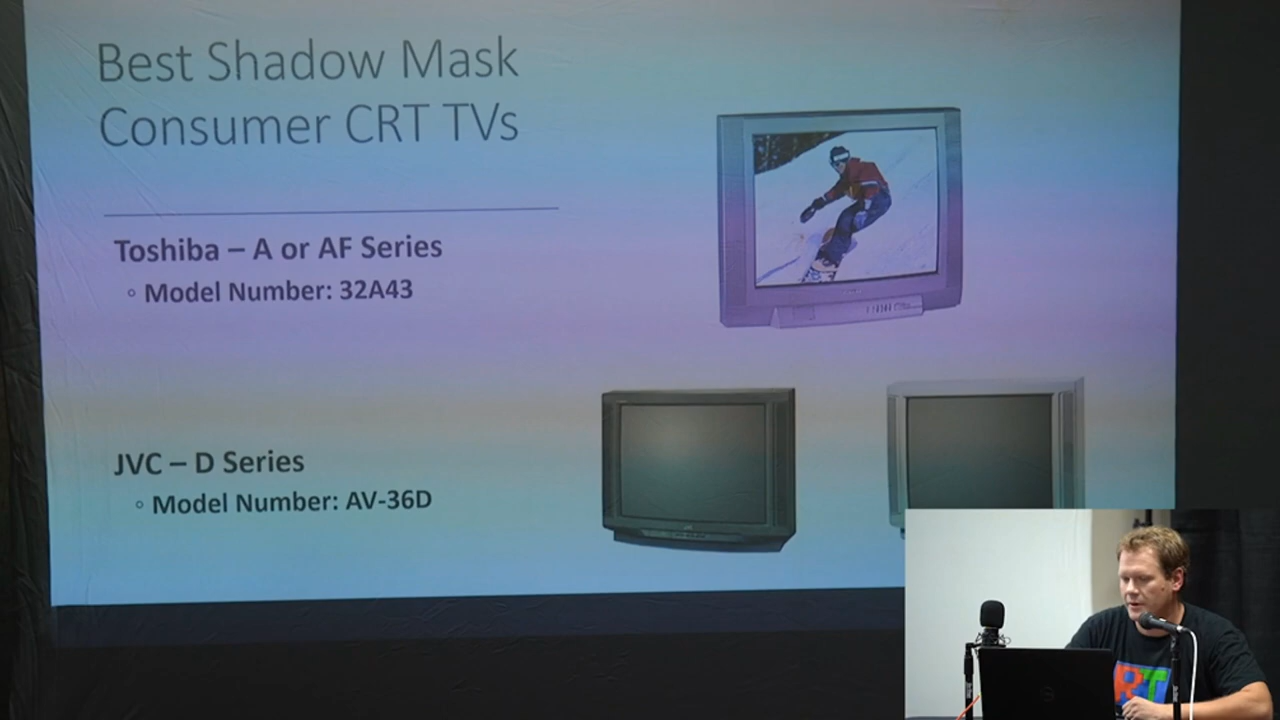 Best Shadow Mask
Consumer CRT TVs
Toshiba – A or AF Series
◦ Model Number: 32A43
JVC – D Series
◦ Model Number: AV-36D
RT